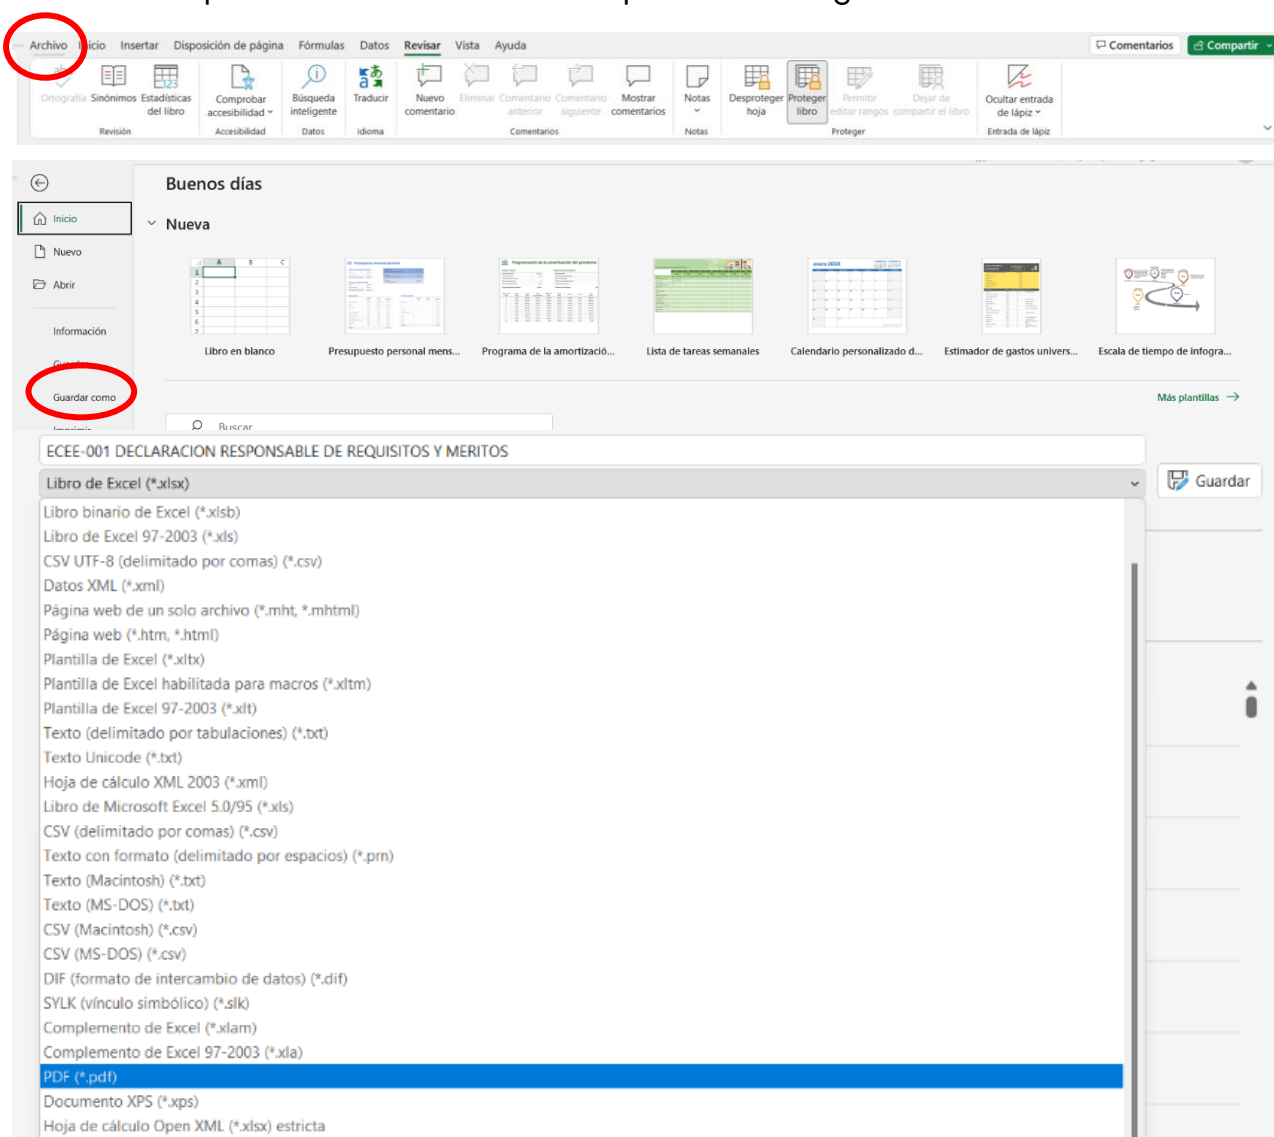 Archivo Inicio Insertar Disposición de página Fórmulas Datos Revisar Vista Ayuda Comentarios Compartir
Ortografía Sinónimos Estadísticas del libro Comprobar accesibilidad Búsqueda inteligente Traducir Nuevo comentario Eliminar Comentario anterior Comentario siguiente Mostrar comentarios Notas Desproteger hoja Proteger libro Permitir editar rangos Dejar de compartir el libro Ocultar entrada de lápiz
Revisión Accesibilidad Datos Idioma Comentarios Notas Proteger Entrada de lápiz
Buenos días
Inicio
Nueva
Nuevo
Abrir
Información
Libro en blanco Presupuesto personal mens... Programa de la amortizació... Lista de tareas semanales Calendario personalizado d... Estimador de gastos univers... Escala de tiempo de infogra...
Guardar
Guardar como
Más plantillas
Imprimir
Buscar
ECEE-001 DECLARACION RESPONSABLE DE REQUISITOS Y MERITOS
Libro de Excel (*.xlsx)
Guardar
Libro binario de Excel (*.xlsb)
Libro de Excel 97-2003 (*.xls)
CSV UTF-8 (delimitado por comas) (*.csv)
Datos XML (*.xml)
Página web de un solo archivo (*.mht, *.mhtml)
Página web (*.htm, *.html)
Plantilla de Excel (*.xltx)
Plantilla de Excel habilitada para macros (*.xltm)
Plantilla de Excel 97-2003 (*.xlt)
Texto (delimitado por tabulaciones) (*.txt)
Texto Unicode (*.txt)
Hoja de cálculo XML 2003 (*.xml)
Libro de Microsoft Excel 5.0/95 (*.xls)
CSV (delimitado por comas) (*.csv)
Texto con formato (delimitado por espacios) (*.prn)
Texto (Macintosh) (*.txt)
Texto (MS-DOS) (*.txt)
CSV (Macintosh) (*.csv)
CSV (MS-DOS) (*.csv)
DIF (formato de intercambio de datos) (*.dif)
SYLK (vínculo simbólico) (*.slk)
Complemento de Excel (*.xlam)
Complemento de Excel 97-2003 (*.xla)
PDF (*.pdf)
Documento XPS (*.xps)
Hoja de cálculo Open XML (*.xlsx) estricta